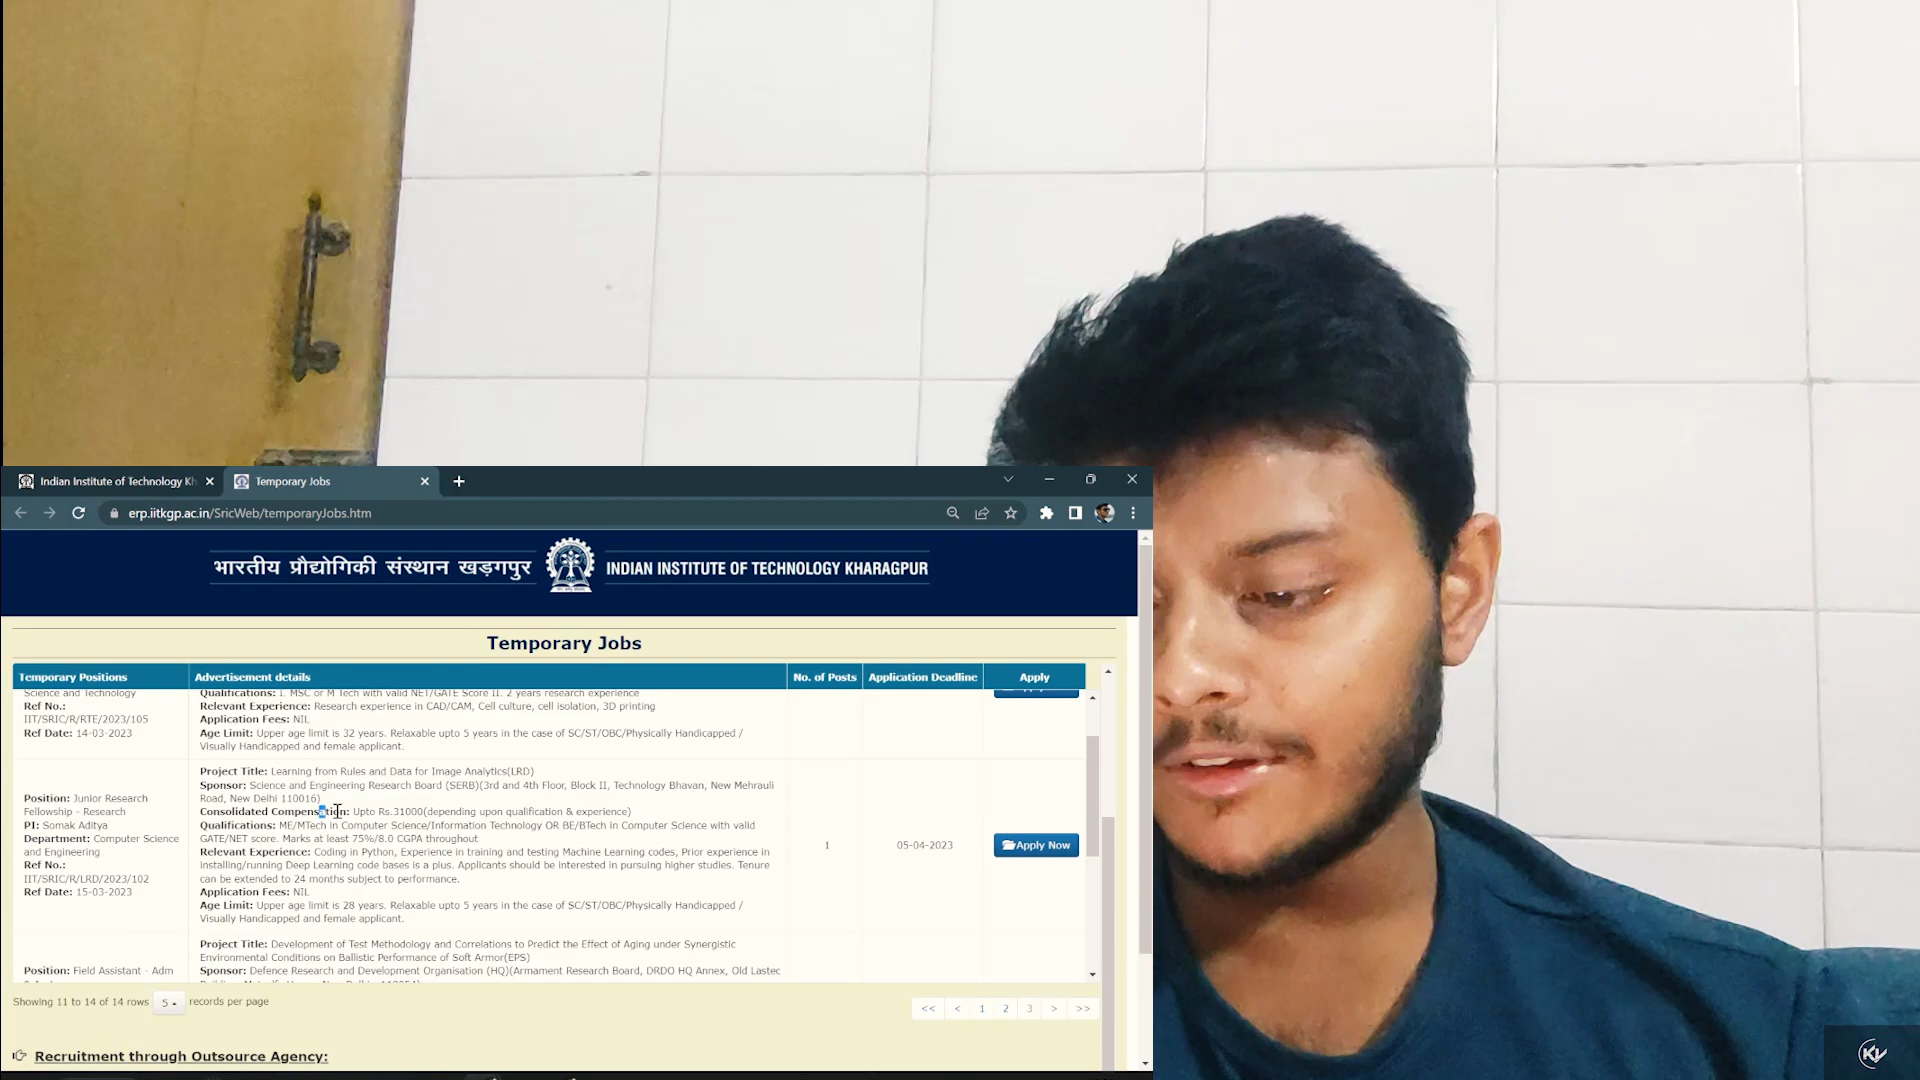 Indian Institute of Technology Kh
Temporary Jobs
erp.iitkgp.ac.in/SricWeb/temporaryJobs.htm
भारतीय प्रौद्योगिकी संस्थान खड़गपुर
INDIAN INSTITUTE OF TECHNOLOGY KHARAGPUR
Temporary Jobs
Temporary Positions Advertisement details No. of Posts Application Deadline Apply
Science and Technology
Ref No.:
IIT/SRIC/R/RTE/2023/105
Ref Date: 14-03-2023
Qualifications: I. MSC or M Tech with valid NET/GATE Score II. 2 years research experience
Relevant Experience: Research experience in CAD/CAM, Cell culture, cell isolation, 3D printing
Application Fees: NIL
Age Limit: Upper age limit is 32 years. Relaxable upto 5 years in the case of SC/ST/OBC/Physically Handicapped /
Visually Handicapped and female applicant.
Position: Junior Research
Fellowship - Research
PI: Somak Aditya
Department: Computer Science
and Engineering
Ref No.:
IIT/SRIC/R/LRD/2023/102
Ref Date: 15-03-2023
Project Title: Learning from Rules and Data for Image Analytics(LRD)
Sponsor: Science and Engineering Research Board (SERB)(3rd and 4th Floor, Block II, Technology Bhavan, New Mehrauli
Road, New Delhi 110016)
Consolidated Compensation: Upto Rs.31000(depending upon qualification & experience)
Qualifications: ME/MTech in Computer Science/Information Technology OR BE/BTech in Computer Science with valid
GATE/NET score. Marks at least 75%/8.0 CGPA throughout
Relevant Experience: Coding in Python, Experience in training and testing Machine Learning codes, Prior experience in
installing/running Deep Learning code bases is a plus. Applicants should be interested in pursuing higher studies. Tenure
can be extended to 24 months subject to performance.
Application Fees: NIL
Age Limit: Upper age limit is 28 years. Relaxable upto 5 years in the case of SC/ST/OBC/Physically Handicapped /
Visually Handicapped and female applicant.
1
05-04-2023
Apply Now
Position: Field Assistant - Adm
Project Title: Development of Test Methodology and Correlations to Predict the Effect of Aging under Synergistic
Environmental Conditions on Ballistic Performance of Soft Armor(EPS)
Sponsor: Defence Research and Development Organisation (HQ)(Armament Research Board, DRDO HQ Annex, Old Lastec
Showing 11 to 14 of 14 rows 5 records per page
<< < 1 2 3 > >>
Recruitment through Outsource Agency:
KV